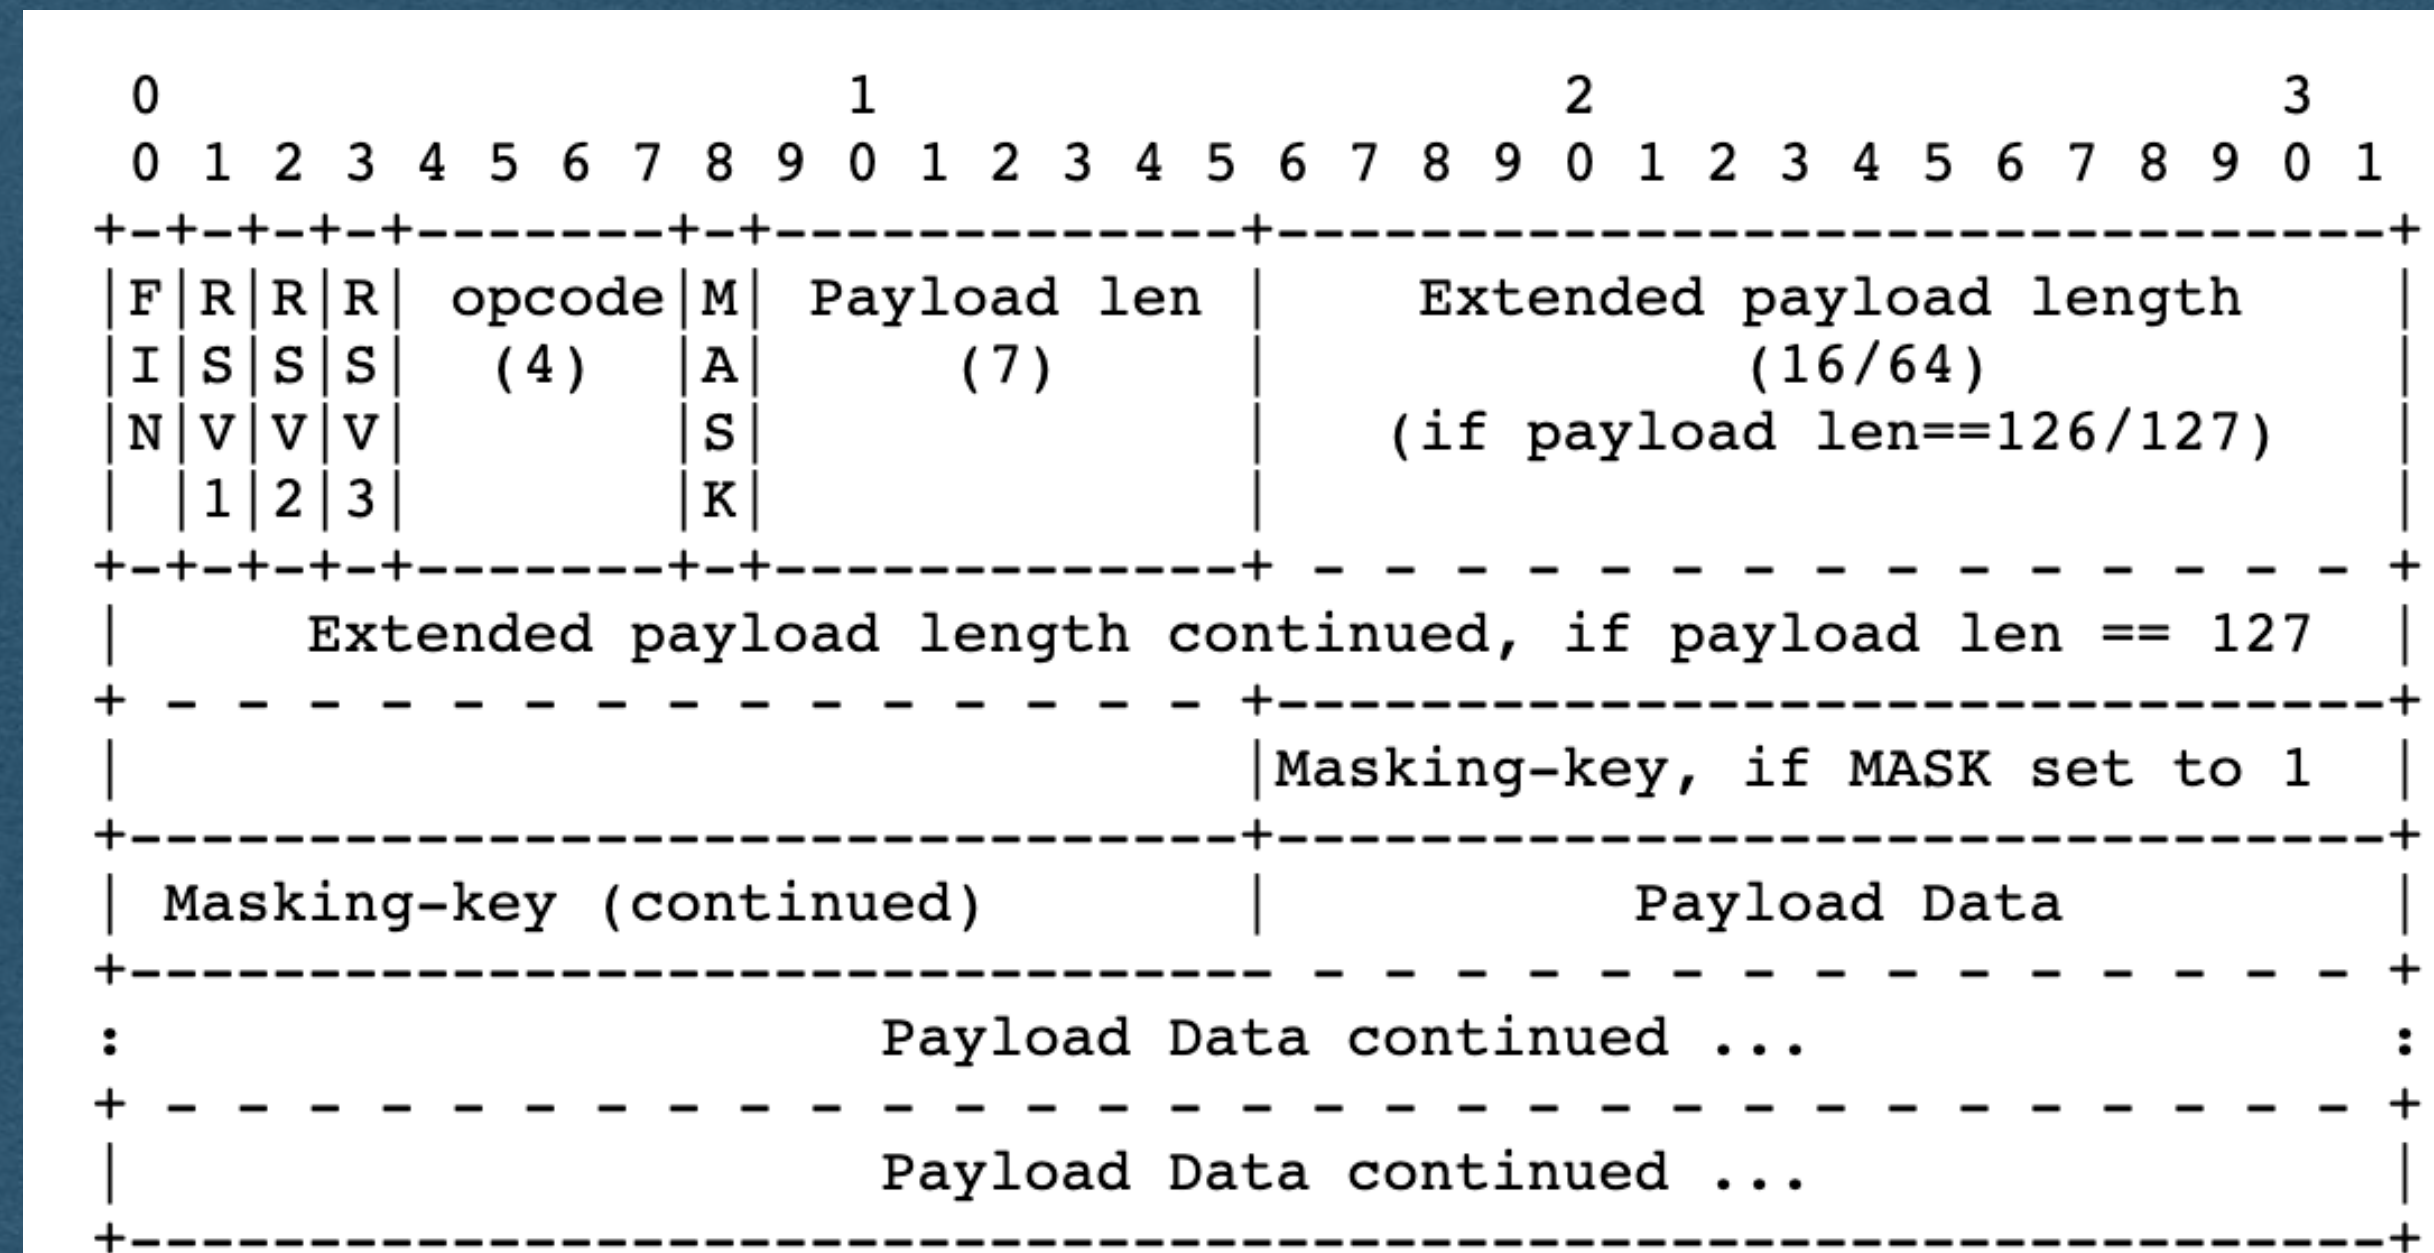 0                   1                   2                   3
 0 1 2 3 4 5 6 7 8 9 0 1 2 3 4 5 6 7 8 9 0 1 2 3 4 5 6 7 8 9 0 1
+-+-+-+-+-------+-+-------------+-------------------------------+
|F|R|R|R| opcode|M| Payload len |    Extended payload length    |
|I|S|S|S|  (4)  |A|     (7)     |             (16/64)           |
|N|V|V|V|       |S|             |   (if payload len==126/127)   |
| |1|2|3|       |K|             |                               |
+-+-+-+-+-------+-+-------------+ - - - - - - - - - - - - - - - +
|     Extended payload length continued, if payload len == 127  |
+ - - - - - - - - - - - - - - - +-------------------------------+
|                               |Masking-key, if MASK set to 1  |
+-------------------------------+-------------------------------+
| Masking-key (continued)       |          Payload Data         |
+-------------------------------- - - - - - - - - - - - - - - - +
:                     Payload Data continued ...                :
+ - - - - - - - - - - - - - - - - - - - - - - - - - - - - - - - +
|                     Payload Data continued ...                |
+---------------------------------------------------------------+